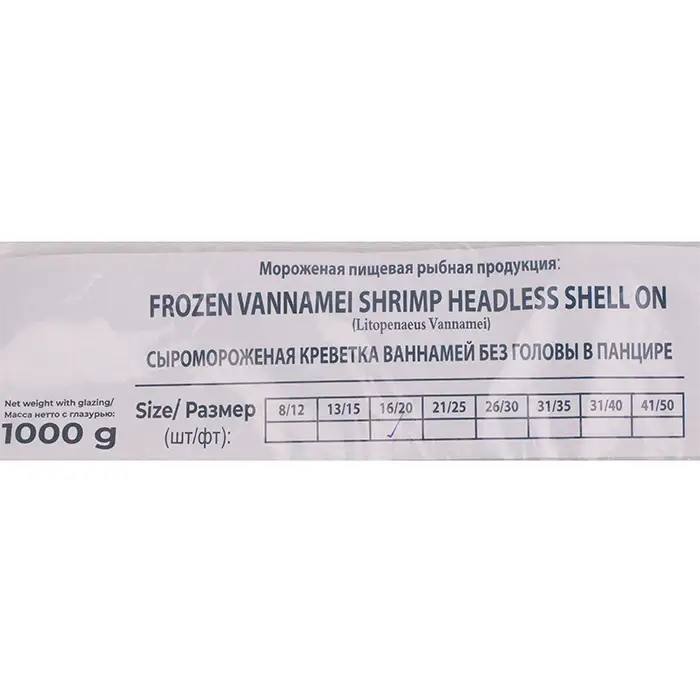 Мороженая пищевая рыбная продукция:
FROZEN VANNAMEI SHRIMP HEADLESS SHELL ON
(Litopenaeus Vannamei)
СЫРОМОРОЖЕНАЯ КРЕВЕТКА ВАННАМЕЙ БЕЗ ГОЛОВЫ В ПАНЦИРЕ
Net weight with glazing/
Масса нетто с глазурью:
1000 g
Size/ Размер
(шт/фт):
8/12 13/15 16/20 21/25 26/30 31/35 31/40 41/50